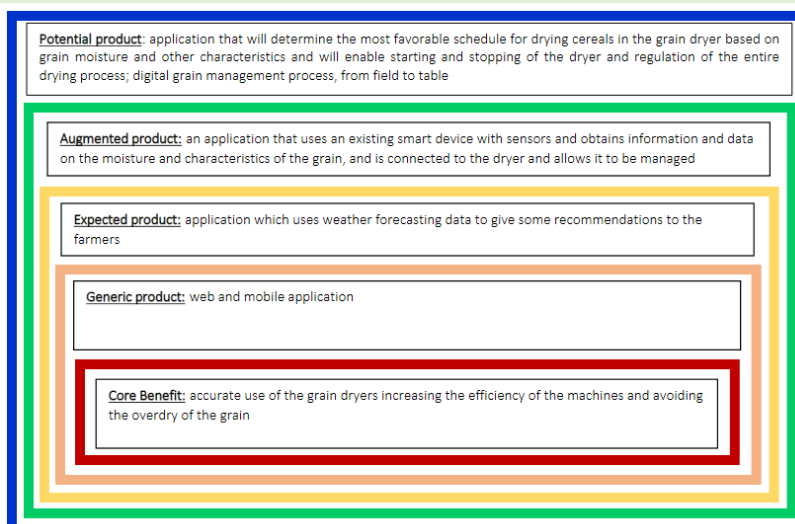 Potential product: application that will determine the most favorable schedule for drying cereals in the grain dryer based on
grain moisture and other characteristics and will enable starting and stopping of the dryer and regulation of the entire
drying process; digital grain management process, from field to table
Augmented product: an application that uses an existing smart device with sensors and obtains information and data
on the moisture and characteristics of the grain, and is connected to the dryer and allows it to be managed
Expected product: application which uses weather forecasting data to give some recommendations to the
farmers
Generic product: web and mobile application
Core Benefit: accurate use of the grain dryers increasing the efficiency of the machines and avoiding
the overdry of the grain